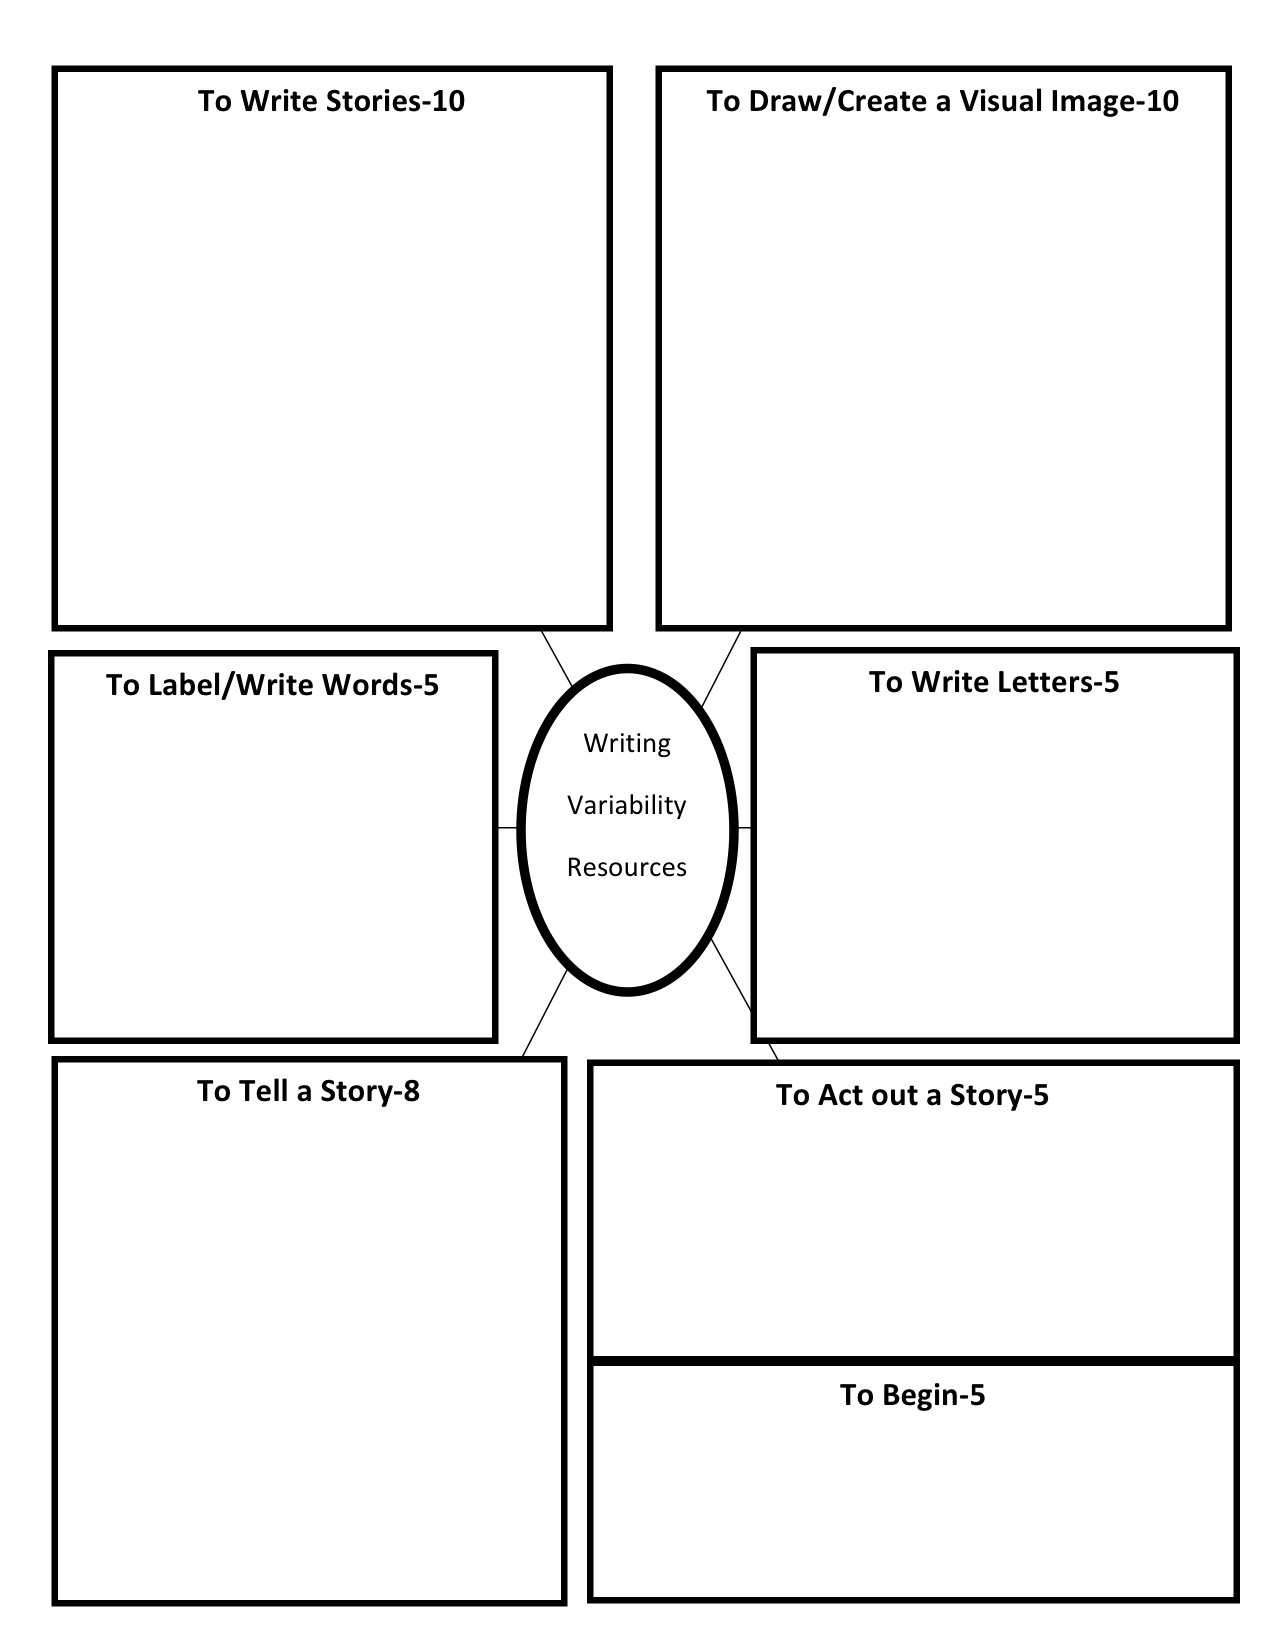 To Write Stories-10
To Draw/Create a Visual Image-10
To Label/Write Words-5
Writing
Variability
Resources
To Write Letters-5
To Tell a Story-8
To Act out a Story-5
To Begin-5